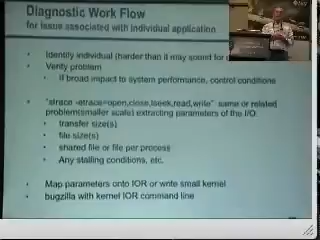 Diagnostic Work Flow
for issue associated with individual application
Identify individual (harder than it may sound for
Verify problem
If broad impact to system performance, control conditions
"strace -etrace=open,close,lseek,read,write" same or related
problem(smaller scale) extracting parameters of the I/O:
transfer size(s)
file size(s)
shared file or file per process
Any stalling conditions, etc.
Map parameters onto IOR or write small kernel
bugzilla with kernel IOR command line